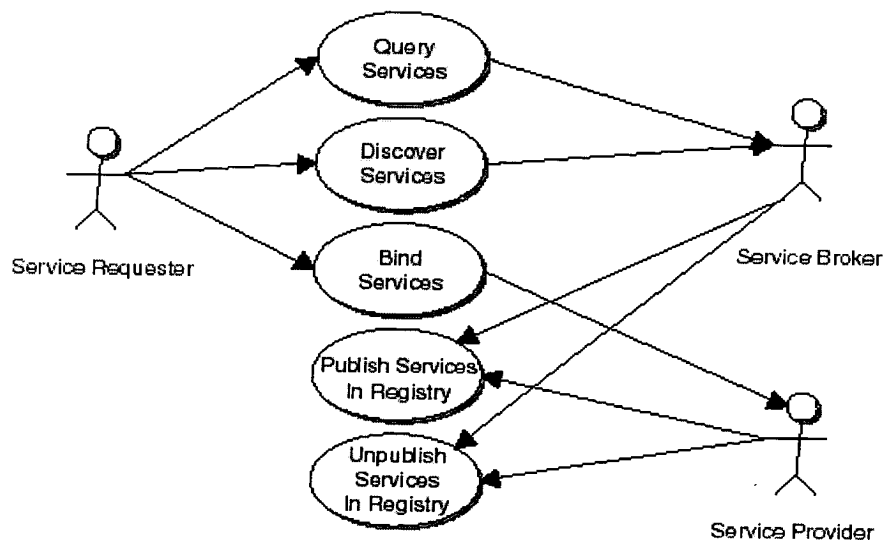 Query
Services
Discover
Services
Service Requester
Service Broker
Bind
Services
Publish Services
In Registry
Unpublish
Services
In Registry
Service Provider